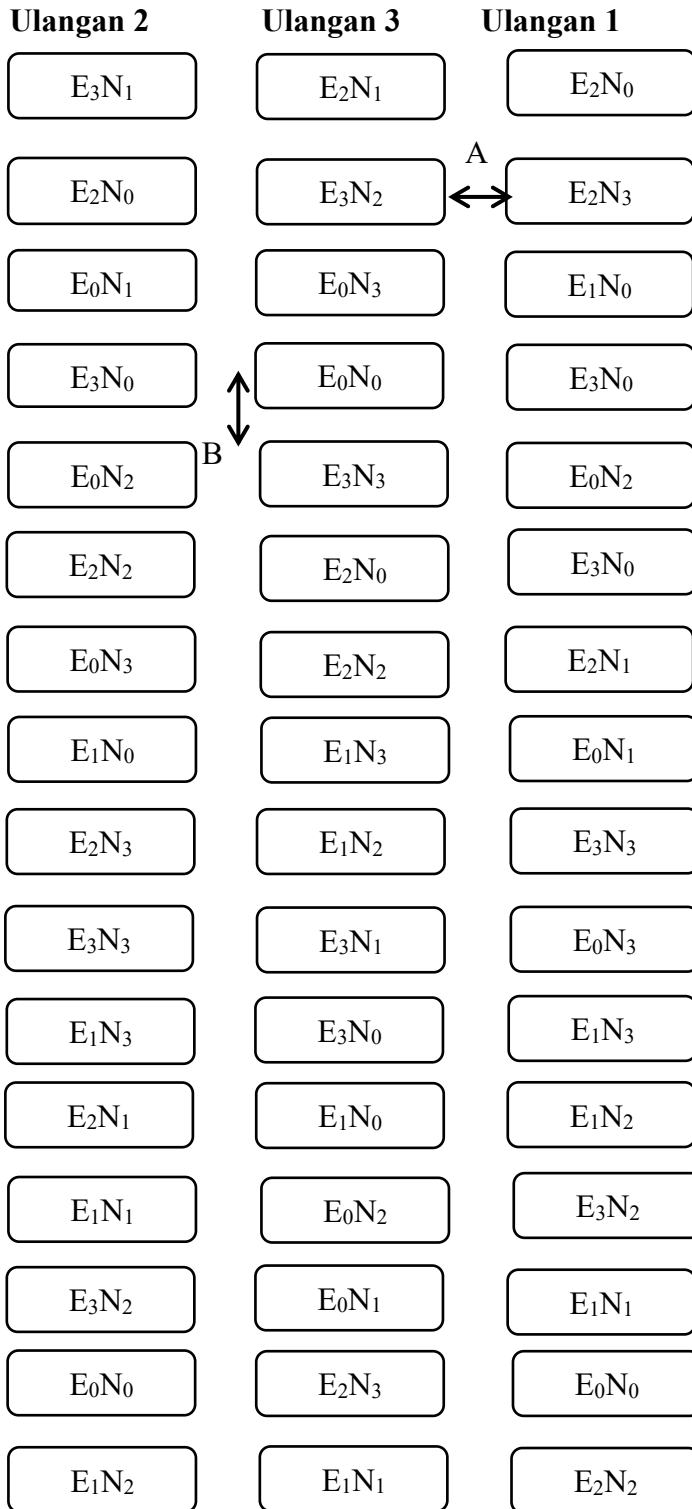 Ulangan 2 Ulangan 3 Ulangan 1
E₃N₁ E₂N₁ E₂N₀
A
E₂N₀ E₃N₂ E₂N₃
E₀N₁ E₀N₃ E₁N₀
E₃N₀ E₀N₀ E₃N₀
B
E₀N₂ E₃N₃ E₀N₂
E₂N₂ E₂N₀ E₃N₀
E₀N₃ E₂N₂ E₂N₁
E₁N₀ E₁N₃ E₀N₁
E₂N₃ E₁N₂ E₃N₃
E₃N₃ E₃N₁ E₀N₃
E₁N₃ E₃N₀ E₁N₃
E₂N₁ E₁N₀ E₁N₂
E₁N₁ E₀N₂ E₃N₂
E₃N₂ E₀N₁ E₁N₁
E₀N₀ E₂N₃ E₀N₀
E₁N₂ E₁N₁ E₂N₂